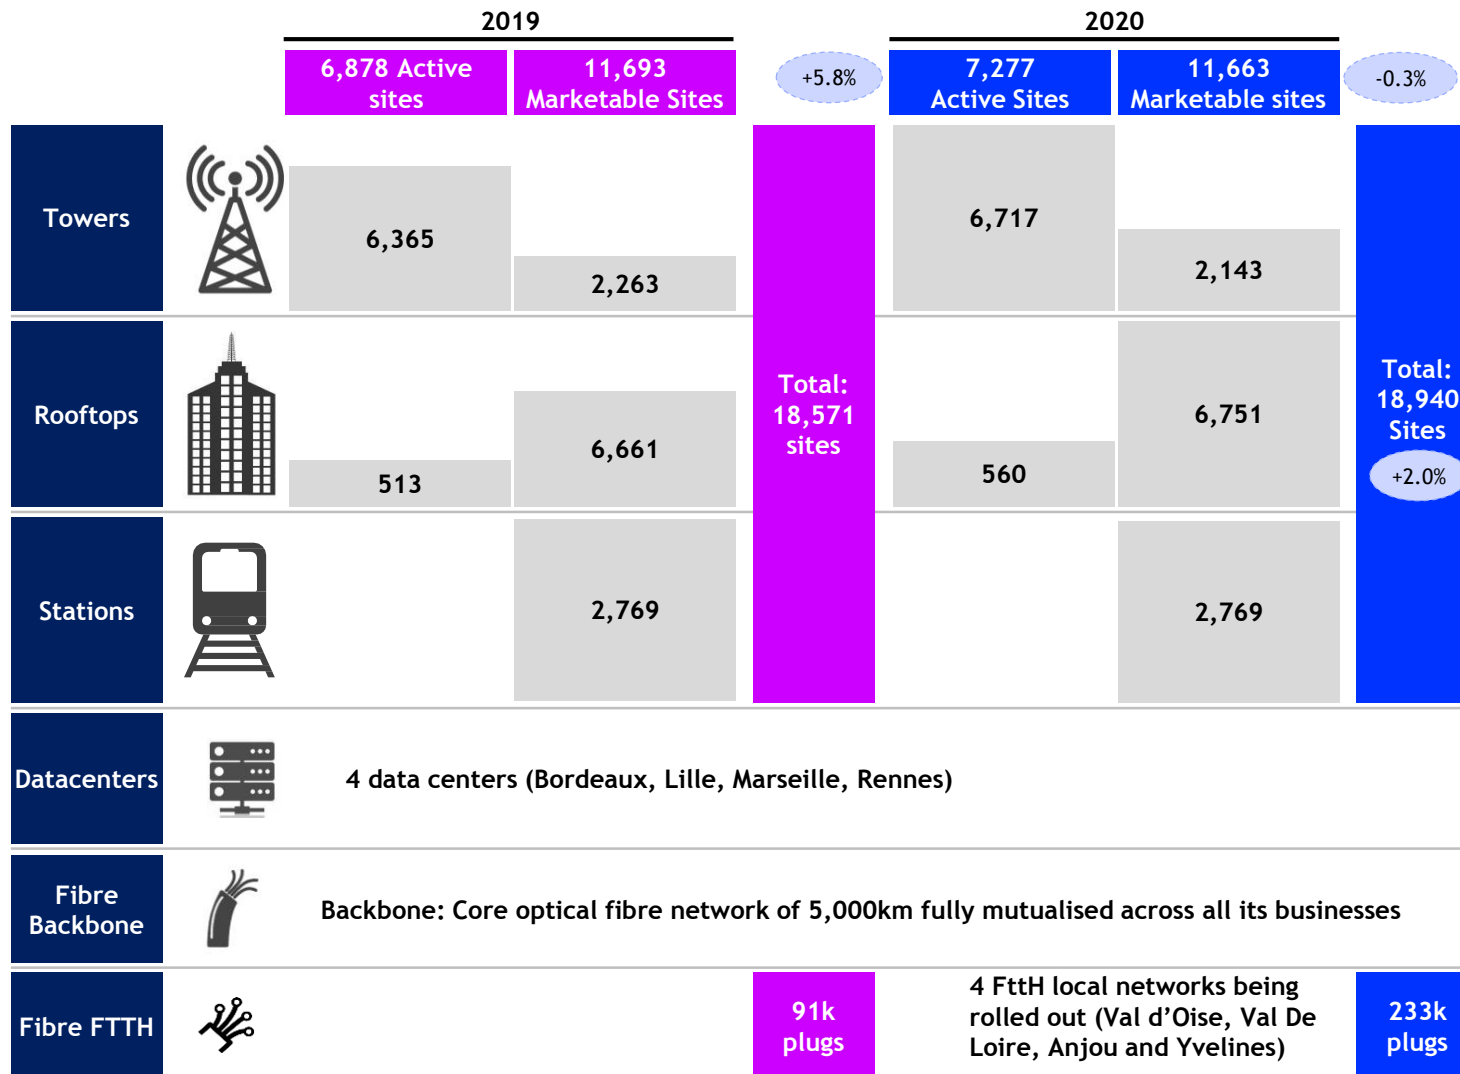 2019
2020
6,878 Active
sites
11,693
Marketable Sites
+5.8%
7,277
Active Sites
11,663
Marketable sites
-0.3%
Towers
6,365
2,263
6,717
2,143
Rooftops
513
6,661
Total:
18,571
sites
560
6,751
Total:
18,940
Sites
+2.0%
Stations
2,769
2,769
Datacenters
4 data centers (Bordeaux, Lille, Marseille, Rennes)
Fibre
Backbone
Backbone: Core optical fibre network of 5,000km fully mutualised across all its businesses
Fibre FTTH
91k
plugs
4 FttH local networks being
rolled out (Val d’Oise, Val De
Loire, Anjou and Yvelines)
233k
plugs